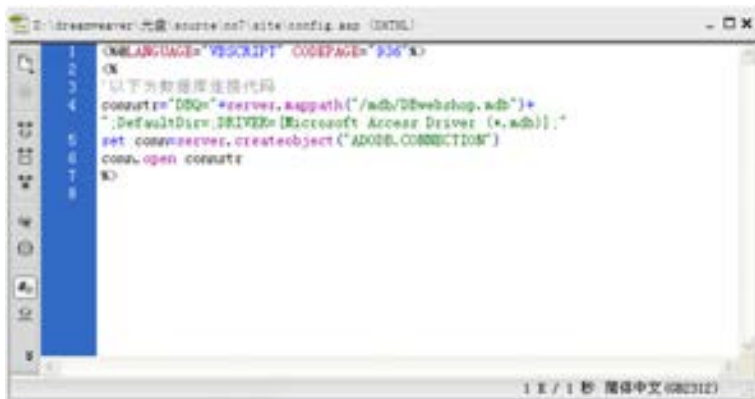 E:\dreamweaver\光盘\source\no7\site\config.asp (XHTML)
1 <%@LANGUAGE="VBSCRIPT" CODEPAGE="936"%>
2 <%
3 '以下为数据库连接代码
4 connstr="DBQ="+server.mappath("/mdb/DBwebshop.mdb")+
";DefaultDir=;DRIVER={Microsoft Access Driver (*.mdb)};"
5 set conn=server.createobject("ADODB.CONNECTION")
6 conn.open connstr
7 %>
8
1 K / 1 秒 简体中文(GB2312)